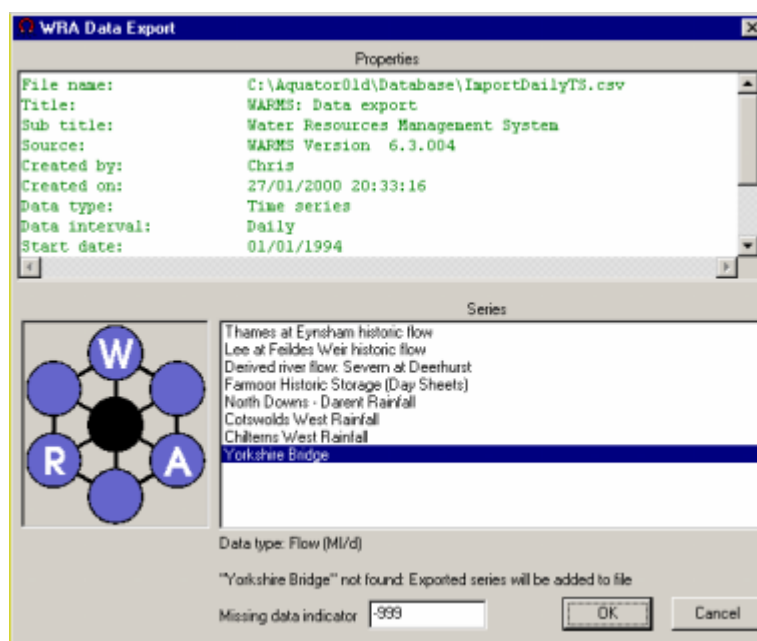 WRA Data Export
Properties
File name: C:\AquatorOld\Database\ImportDailyTS.csv
Title: WARMS: Data export
Sub title: Water Resources Management System
Source: WARMS Version 6.3.004
Created by: Chris
Created on: 27/01/2000 20:33:16
Data type: Time series
Data interval: Daily
Start date: 01/01/1994
Series
W
R
A
Thames at Eynsham historic flow
Lee at Feildes Weir historic flow
Derived river flow: Severn at Deerhurst
Farmoor Historic Storage (Day Sheets)
North Downs - Darent Rainfall
Cotswolds West Rainfall
Chilterns West Rainfall
Yorkshire Bridge
Data type: Flow (Ml/d)
"Yorkshire Bridge" not found: Exported series will be added to file
Missing data indicator -999 OK Cancel